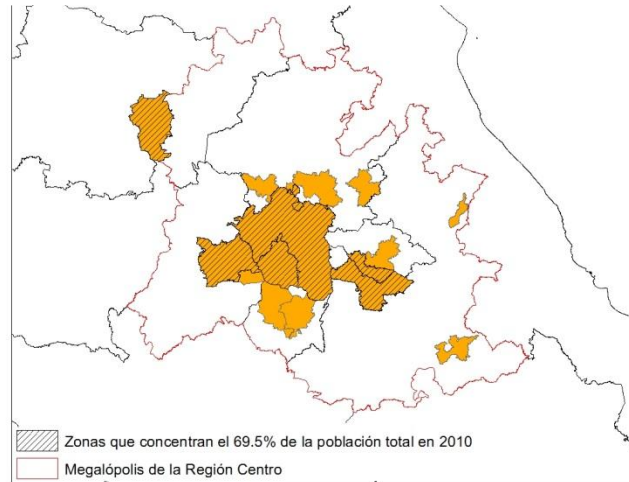 Zonas que concentran el 69.5% de la población total en 2010
Megalópolis de la Región Centro